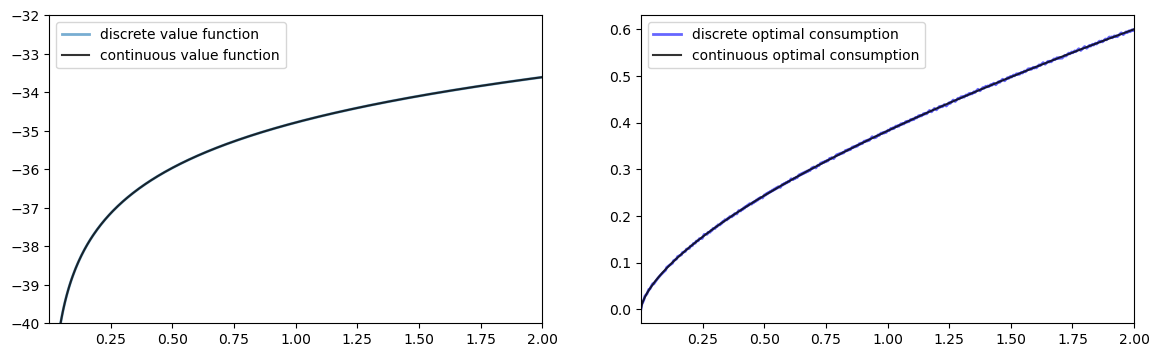 discrete value function
continuous value function
−32
−33
−34
−35
−36
−37
−38
−39
−40
0.25 0.50 0.75 1.00 1.25 1.50 1.75 2.00
discrete optimal consumption
continuous optimal consumption
0.6
0.5
0.4
0.3
0.2
0.1
0.0
0.25 0.50 0.75 1.00 1.25 1.50 1.75 2.00